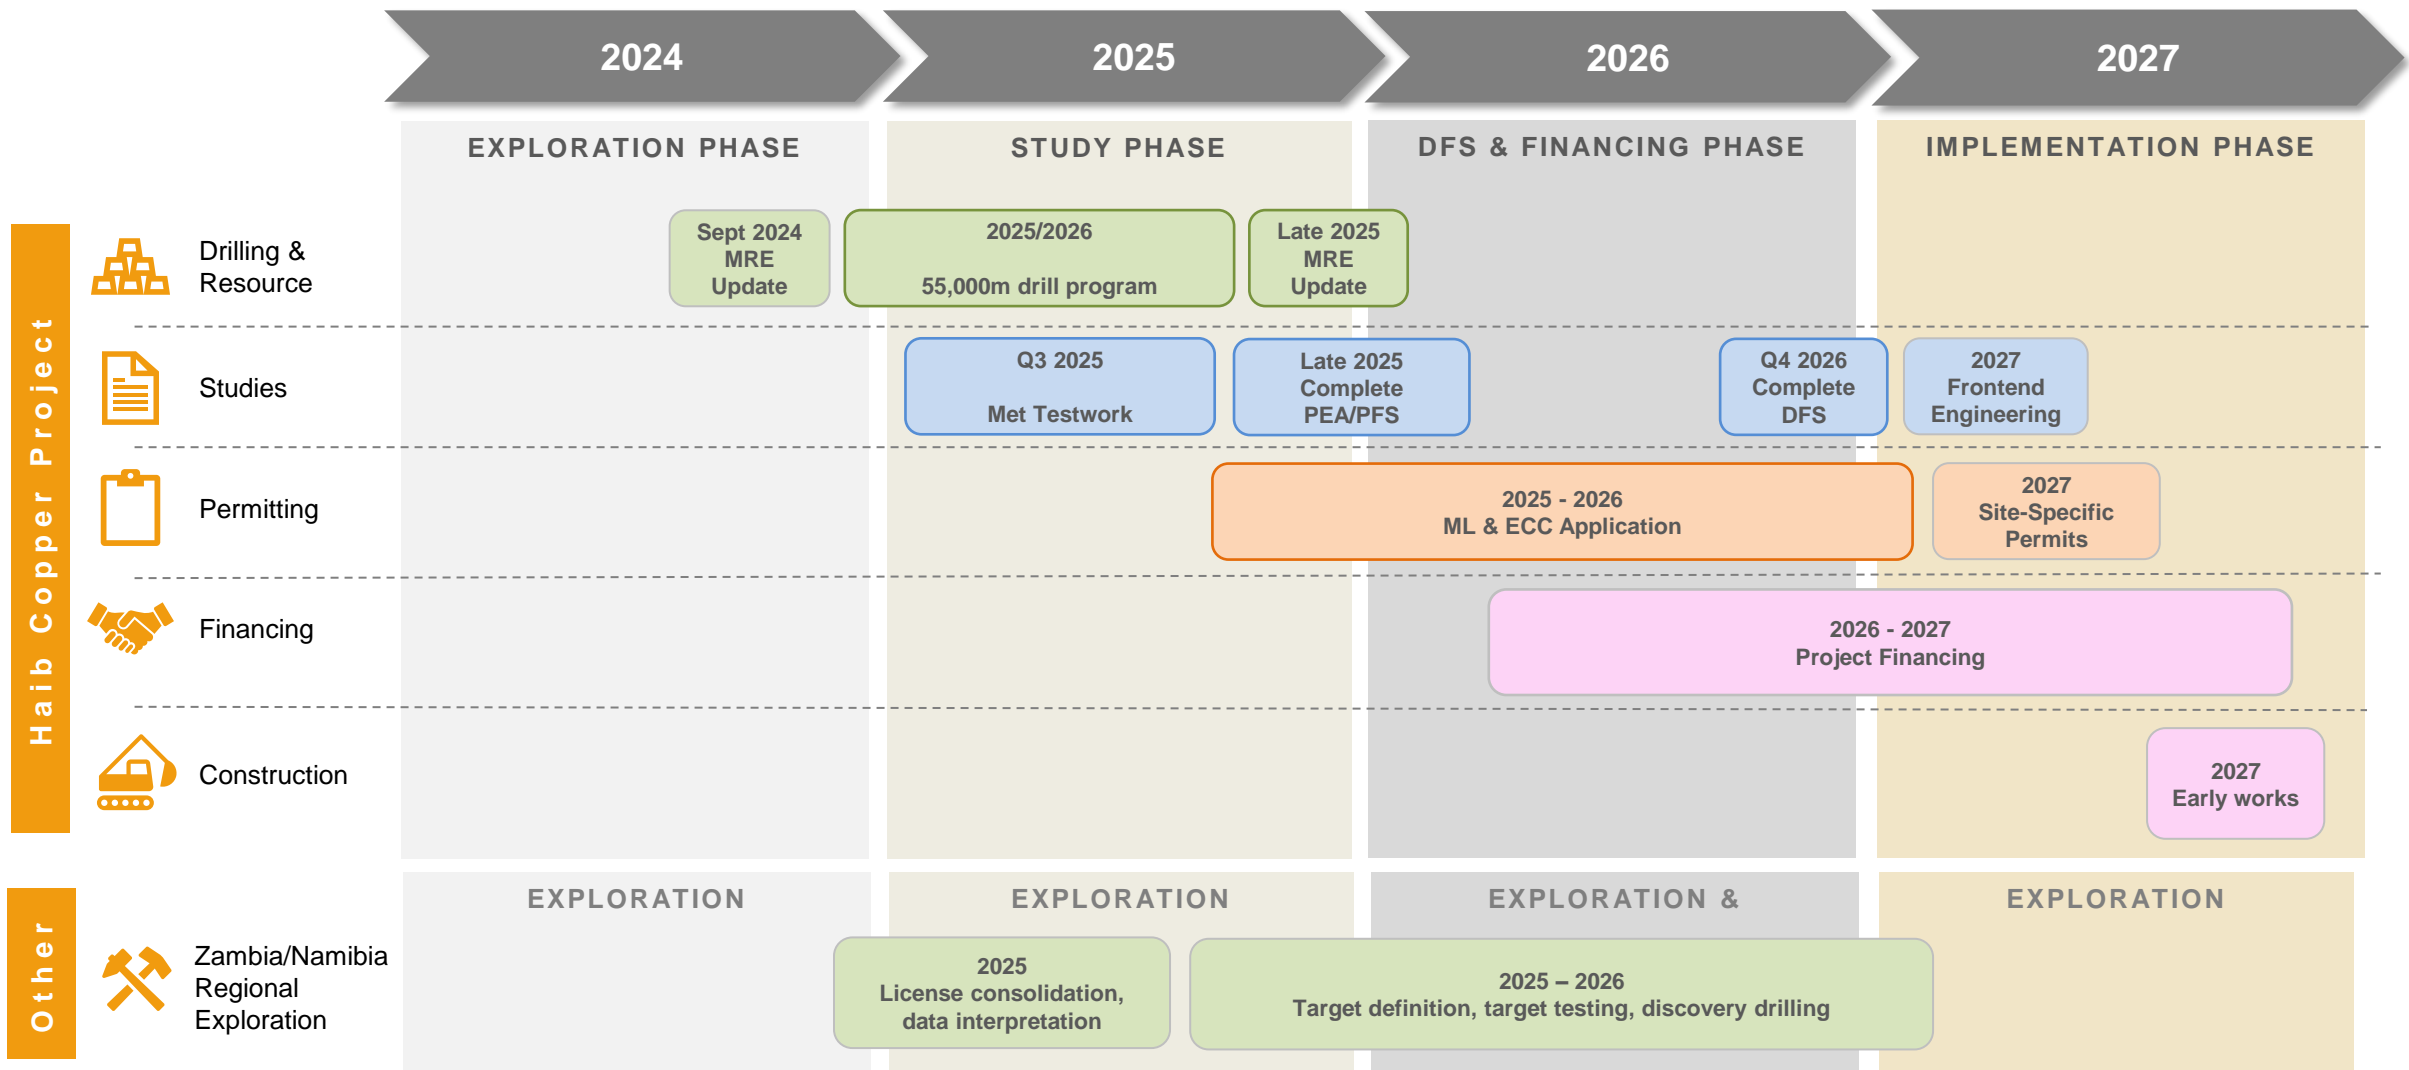 2024
2025
2026
2027
EXPLORATION PHASE
STUDY PHASE
DFS & FINANCING PHASE
IMPLEMENTATION PHASE
Haib Copper Project
Drilling &
Resource
Sept 2024
MRE
Update
2025/2026
55,000m drill program
Late 2025
MRE
Update
Studies
Q3 2025
Met Testwork
Late 2025
Complete
PEA/PFS
Q4 2026
Complete
DFS
2027
Frontend
Engineering
Permitting
2025 - 2026
ML & ECC Application
2027
Site-Specific
Permits
Financing
2026 - 2027
Project Financing
Construction
2027
Early works
Other
EXPLORATION
EXPLORATION
EXPLORATION &
EXPLORATION
Zambia/Namibia
Regional
Exploration
2025
License consolidation,
data interpretation
2025 – 2026
Target definition, target testing, discovery drilling